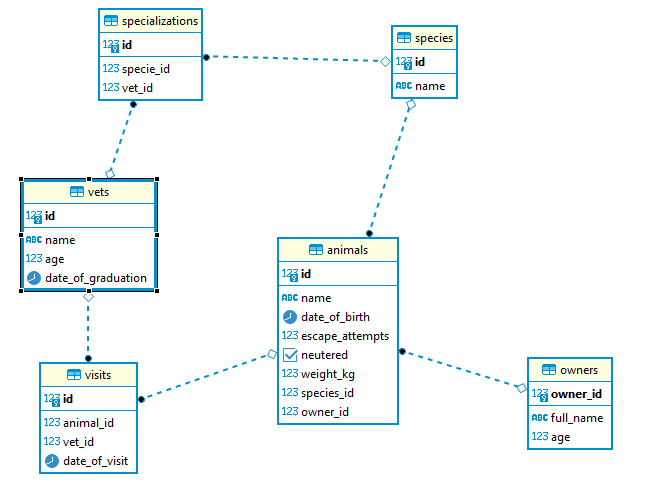 specializations
123 id
123 specie_id
123 vet_id
species
123 id
ABC name
vets
123 id
ABC name
123 age
date_of_graduation
animals
123 id
ABC name
date_of_birth
123 escape_attempts
neutered
123 weight_kg
123 species_id
123 owner_id
visits
123 id
123 animal_id
123 vet_id
date_of_visit
owners
123 owner_id
ABC full_name
123 age